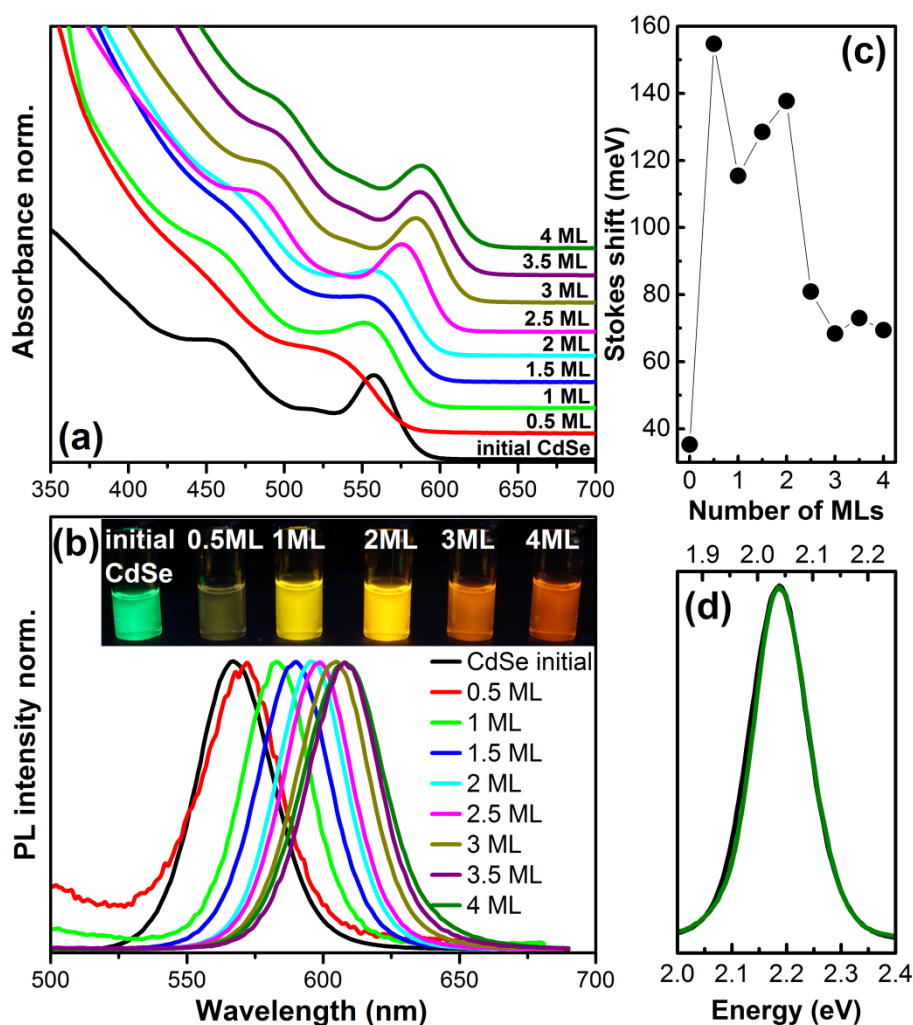 (a)
Absorbance norm.
4 ML
3.5 ML
3 ML
2.5 ML
2 ML
1.5 ML
1 ML
0.5 ML
initial CdSe
350 400 450 500 550 600 650 700
(c)
Stokes shift (meV)
160
140
120
100
80
60
40
0 1 2 3 4
Number of MLs
(b)
initial 0.5ML 1ML 2ML 3ML 4ML
CdSe
PL intensity norm.
CdSe initial
0.5 ML
1 ML
1.5 ML
2 ML
2.5 ML
3 ML
3.5 ML
4 ML
500 550 600 650 700
Wavelength (nm)
1.9 2.0 2.1 2.2
(d)
2.0 2.1 2.2 2.3 2.4
Energy (eV)